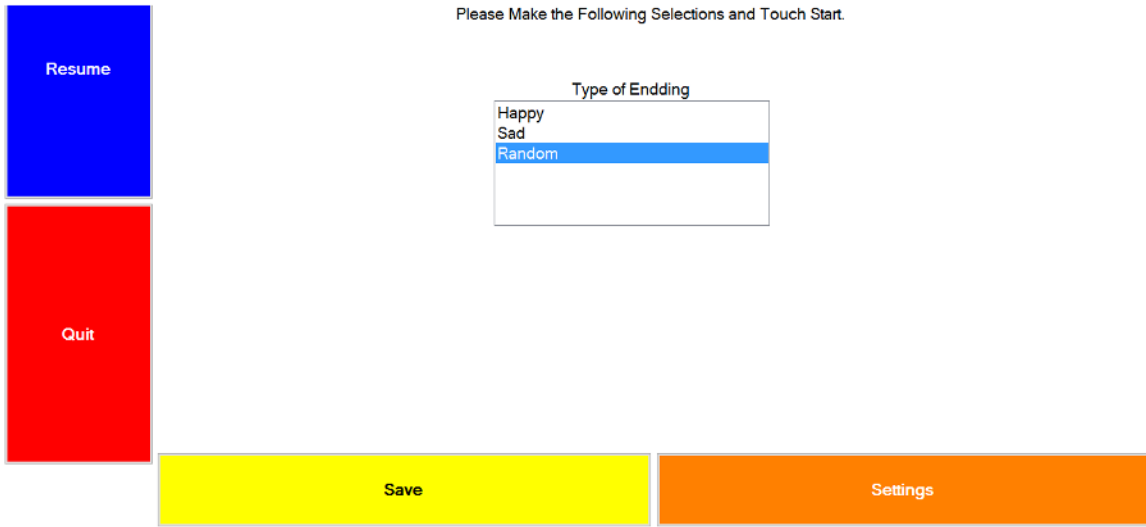 Please Make the Following Selections and Touch Start.
Resume
Type of Endding
Happy
Sad
Random
Quit
Save
Settings